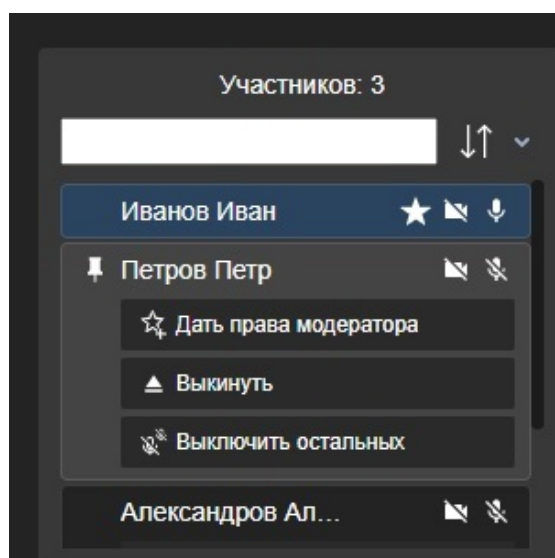 Участников: 3
Иванов Иван
Петров Петр
Дать права модератора
Выкинуть
Выключить остальных
Александров Ал...